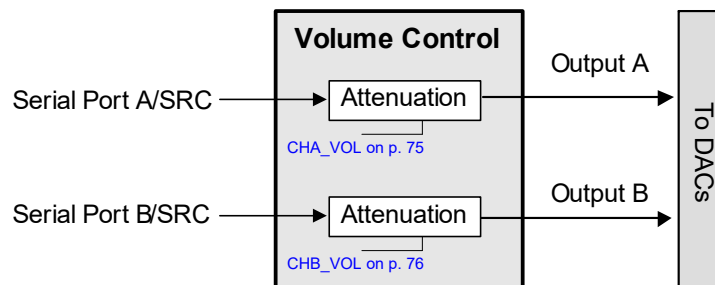 Volume Control
Output A
Serial Port A/SRC
Attenuation
CHA_VOL on p. 75
Output B
Serial Port B/SRC
Attenuation
CHB_VOL on p. 76
To DACs